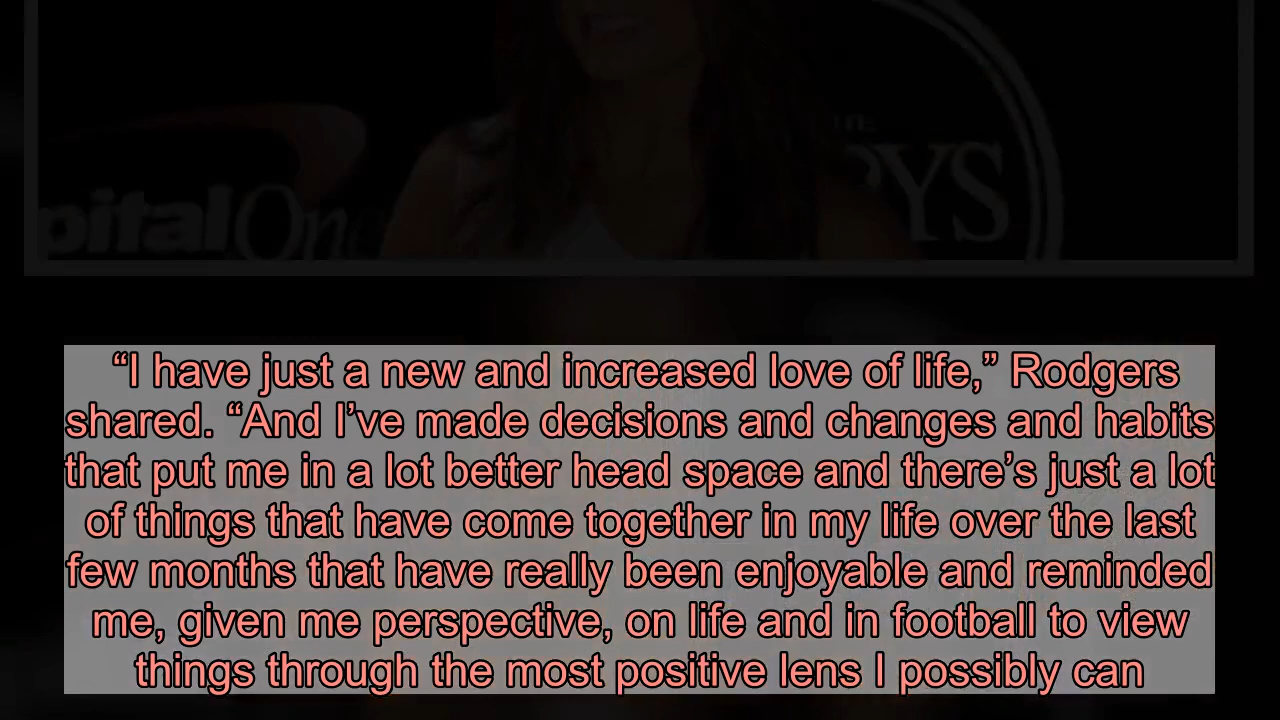 THE
pitalOne
YS
“I have just a new and increased love of life,” Rodgers
shared. “And I’ve made decisions and changes and habits
that put me in a lot better head space and there’s just a lot
of things that have come together in my life over the last
few months that have really been enjoyable and reminded
me, given me perspective, on life and in football to view
things through the most positive lens I possibly can